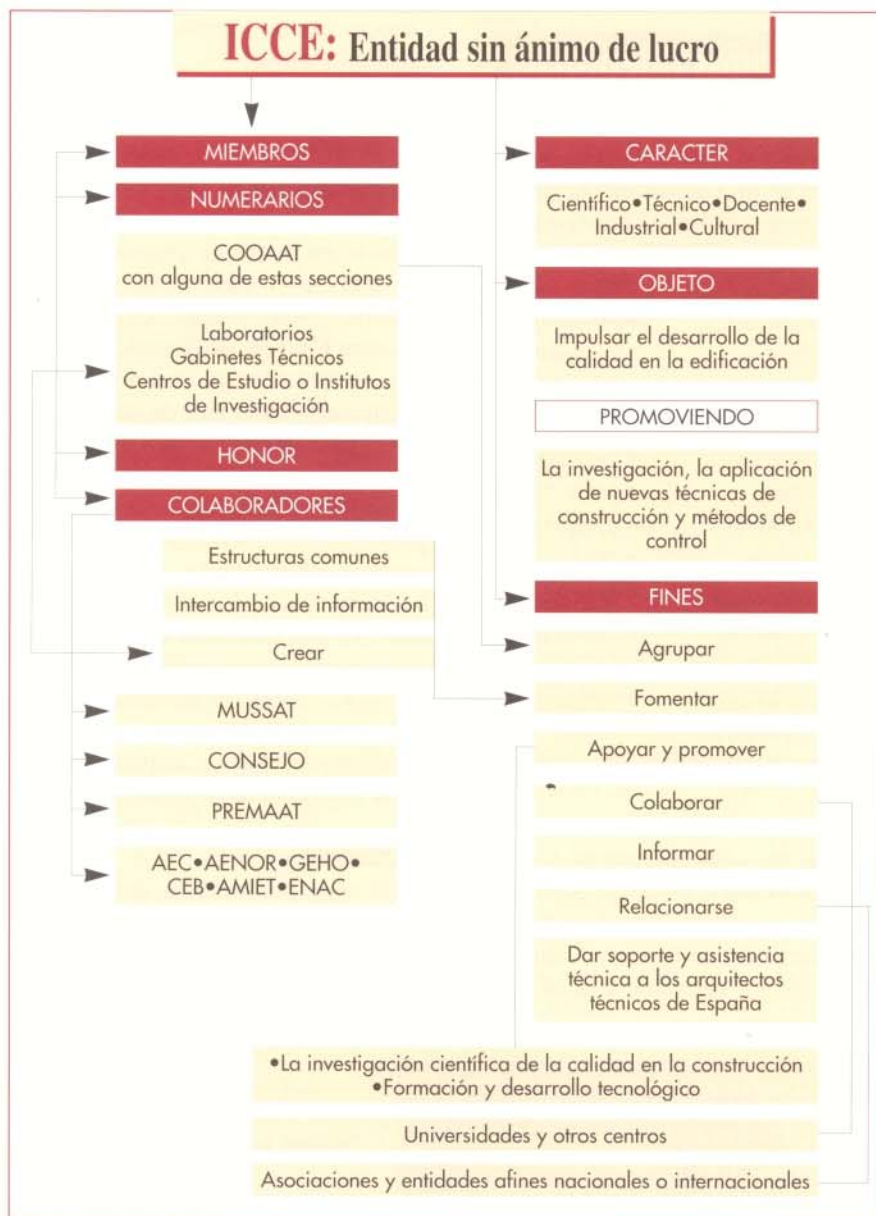 ICCE: Entidad sin ánimo de lucro
MIEMBROS
NUMERARIOS
COOAAT
con alguna de estas secciones
Laboratorios
Gabinetes Técnicos
Centros de Estudio o Institutos
de Investigación
HONOR
COLABORADORES
Estructuras comunes
Intercambio de información
Crear
MUSSAT
CONSEJO
PREMAAT
AEC•AENOR•GEHO•
CEB•AMIET•ENAC
CARACTER
Científico•Técnico•Docente•
Industrial•Cultural
OBJETO
Impulsar el desarrollo de la
calidad en la edificación
PROMOVIENDO
La investigación, la aplicación
de nuevas técnicas de
construcción y métodos de
control
FINES
Agrupar
Fomentar
Apoyar y promover
Colaborar
Informar
Relacionarse
Dar soporte y asistencia
técnica a los arquitectos
técnicos de España
•La investigación científica de la calidad en la construcción
•Formación y desarrollo tecnológico
Universidades y otros centros
Asociaciones y entidades afines nacionales o internacionales